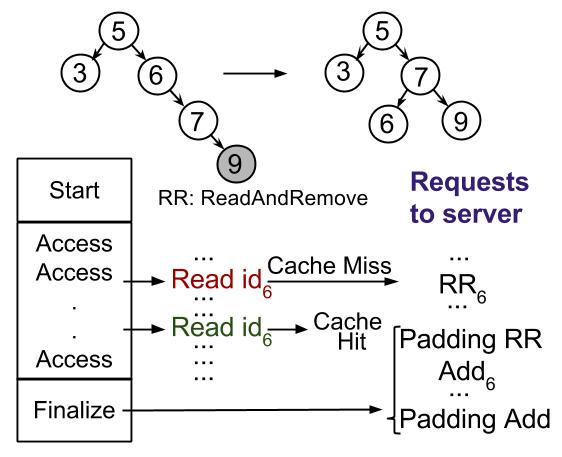 5
5
3
6
3
7
7
6
9
9
RR: ReadAndRemove
Requests
to server
Start
Access
Access
.
.
Access
Finalize
...
Read id6
...
...
Read id6
...
...
...
Cache Miss
Cache
Hit
...
RR6
...
Padding RR
Add6
...
Padding Add